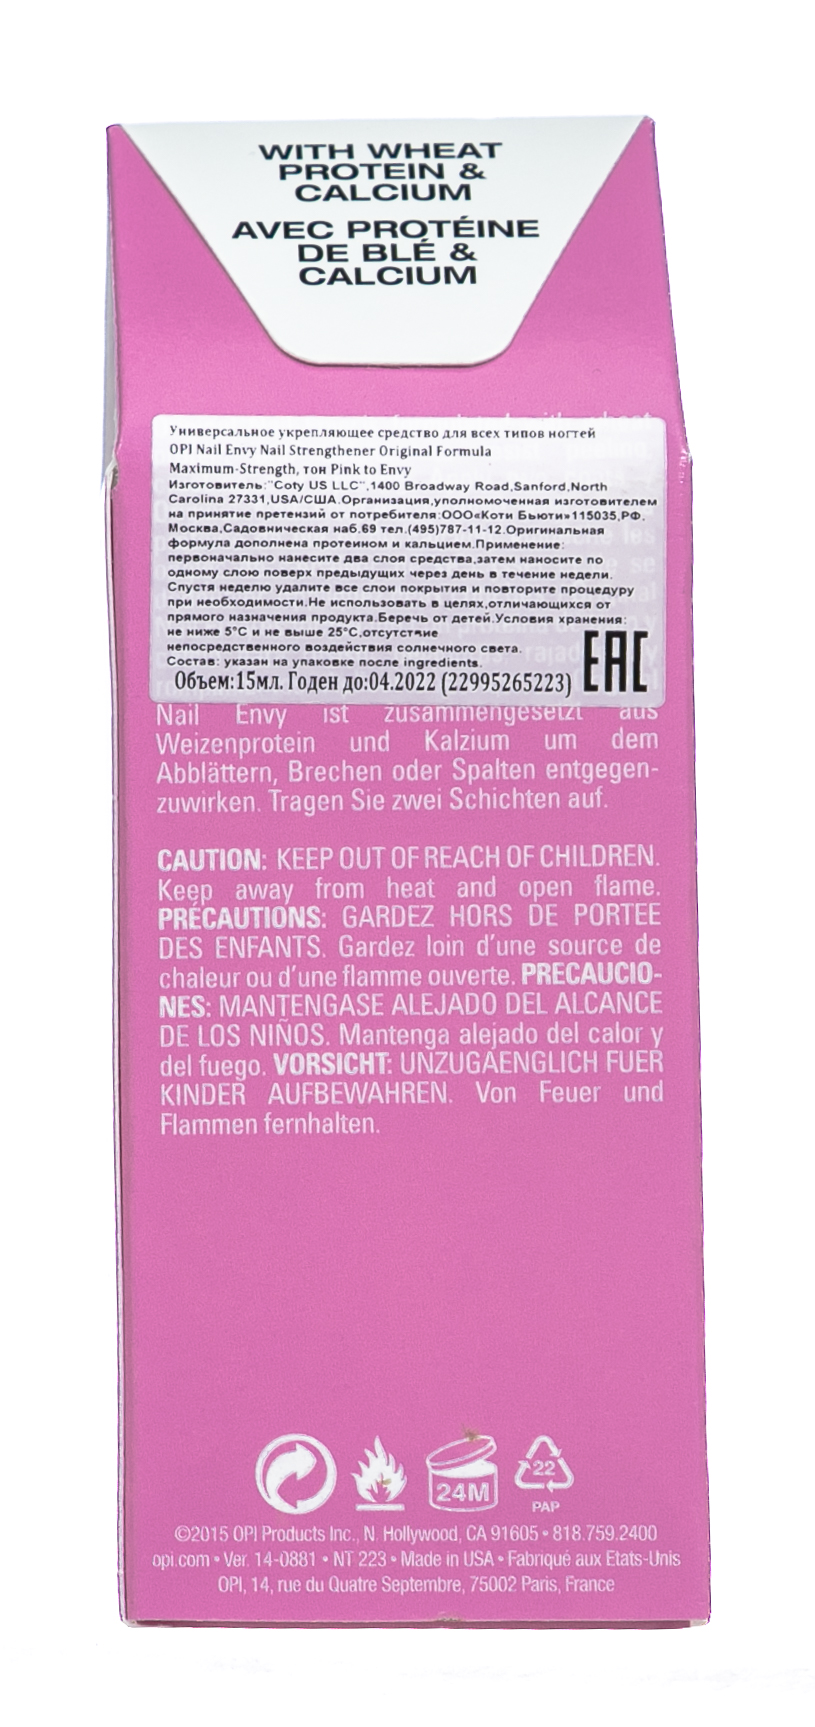 WITH WHEAT
PROTEIN &
CALCIUM
AVEC PROTÉINE
DE BLÉ &
CALCIUM
Универсальное укрепляющее средство для всех типов ногтей
OPI Nail Envy Nail Strengthener Original Formula
Maximum-Strength, тон Pink to Envy
Изготовитель:"Coty US LLC",1400 Broadway Road,Sanford,North
Carolina 27331,USA/США.Организация,уполномоченная изготовителем
на принятие претензий от потребителя:ООО«Коти Бьюти»115035,РФ,
Москва,Садовническая наб,69 тел.(495)787-11-12.Оригинальная
формула дополнена протеином и кальцием.Применение:
первоначально нанесите два слоя средства,затем наносите по
одному слою поверх предыдущих через день в течение недели.
Спустя неделю удалите все слои покрытия и повторите процедуру
при необходимости.Не использовать в целях,отличающихся от
прямого назначения продукта.Беречь от детей.Условия хранения:
не ниже 5°С и не выше 25°С,отсутствие
непосредственного воздействия солнечного света.
Состав: указан на упаковке после ingredients.
Объем:15мл. Годен до:04.2022 (22995265223)
EAC
Nail Envy ist zusammengesetzt aus
Weizenprotein und Kalzium um dem
Abblättern, Brechen oder Spalten entgegen-
zuwirken. Tragen Sie zwei Schichten auf.
CAUTION: KEEP OUT OF REACH OF CHILDREN.
Keep away from heat and open flame.
PRÉCAUTIONS: GARDEZ HORS DE PORTEE
DES ENFANTS. Gardez loin d'une source de
chaleur ou d'une flamme ouverte. PRECAUCIO-
NES: MANTENGASE ALEJADO DEL ALCANCE
DE LOS NIÑOS. Mantenga alejado del calor y
del fuego. VORSICHT: UNZUGAENGLICH FUER
KINDER AUFBEWAHREN. Von Feuer und
Flammen fernhalten.
24M
22
PAP
©2015 OPI Products Inc., N. Hollywood, CA 91605 • 818.759.2400
opi.com • Ver. 14-0881 • NT 223 • Made in USA • Fabriqué aux Etats-Unis
OPI, 14, rue du Quatre Septembre, 75002 Paris, France